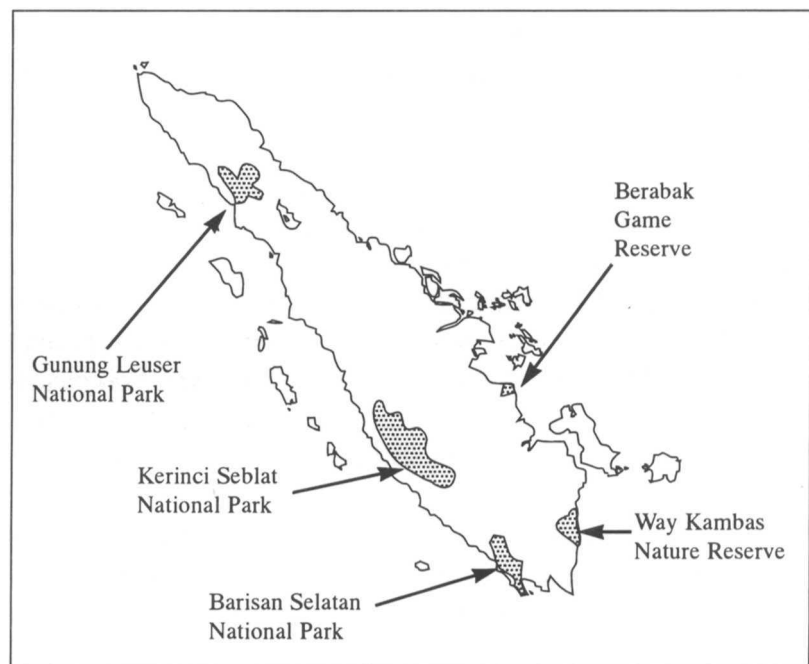 Berabak
Game
Reserve
Gunung Leuser
National Park
Kerinci Seblat
National Park
Way Kambas
Nature Reserve
Barisan Selatan
National Park